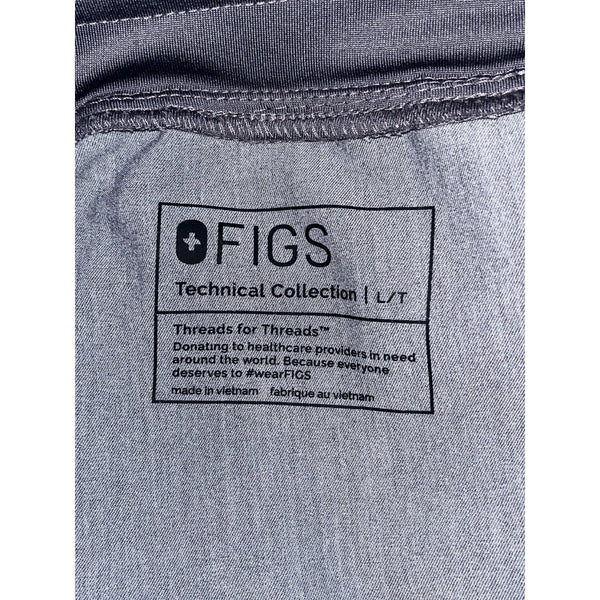 FIGS
Technical Collection | L/T
Threads for Threads™
Donating to healthcare providers in need
around the world. Because everyone
deserves to #wearFIGS
made in vietnam fabrique au vietnam